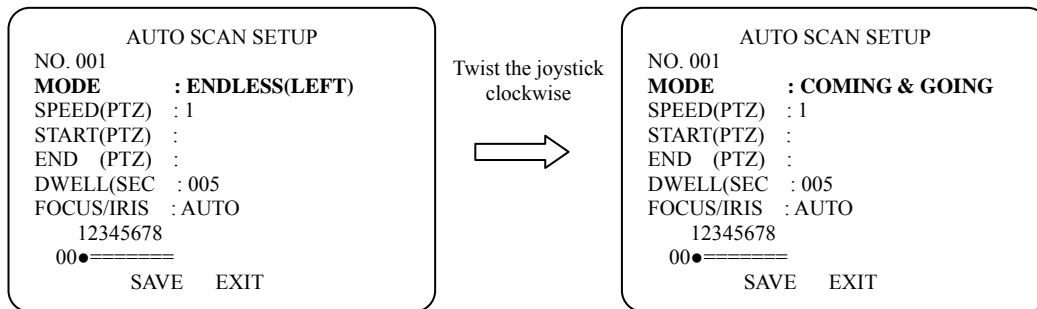 AUTO SCAN SETUP
NO. 001
MODE : ENDLESS(LEFT)
SPEED(PTZ) : 1
START(PTZ) :
END (PTZ) :
DWELL(SEC : 005
FOCUS/IRIS : AUTO
12345678
00●=======
SAVE EXIT
Twist the joystick
clockwise
AUTO SCAN SETUP
NO. 001
MODE : COMING & GOING
SPEED(PTZ) : 1
START(PTZ) :
END (PTZ) :
DWELL(SEC : 005
FOCUS/IRIS : AUTO
12345678
00●=======
SAVE EXIT